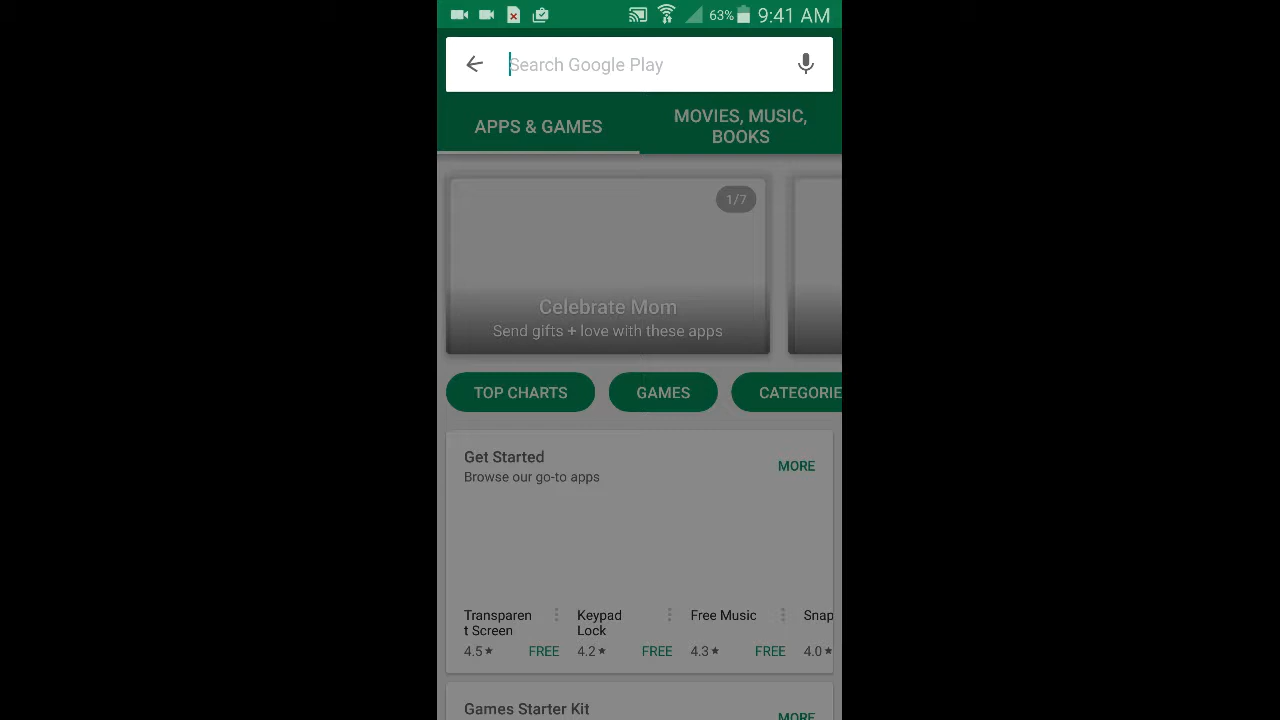 63% 9:41 AM
Search Google Play
APPS & GAMES
MOVIES, MUSIC,
BOOKS
1/7
Celebrate Mom
Send gifts + love with these apps
TOP CHARTS
GAMES
CATEGORIE
Get Started
Browse our go-to apps
MORE
Transparen
t Screen
4.5★ FREE
Keypad
Lock
4.2★ FREE
Free Music
4.3★ FREE
Snap
4.0★
Games Starter Kit
MORE